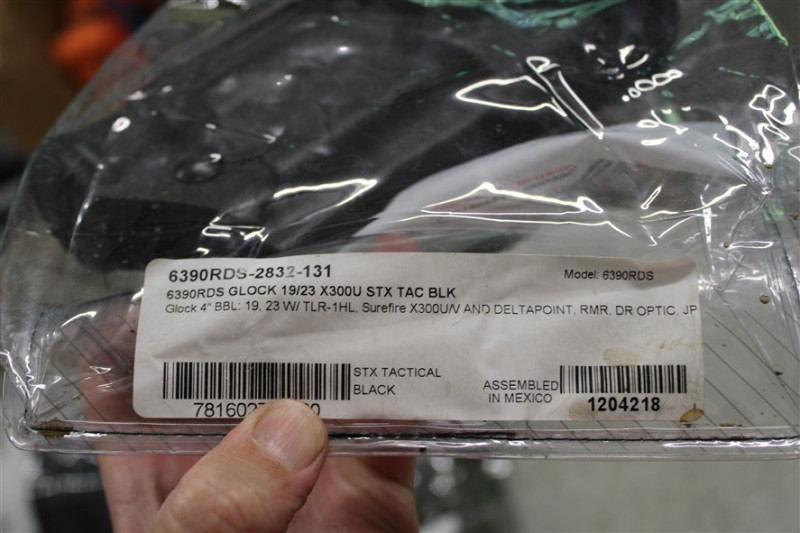 6390RDS-2832-131
Model: 6390RDS
6390RDS GLOCK 19/23 X300U STX TAC BLK
Glock 4" BBL: 19, 23 W/ TLR-1HL, Surefire X300U/V AND DELTAPOINT, RMR, DR OPTIC, JP
STX TACTICAL
BLACK
ASSEMBLED
IN MEXICO
1204218